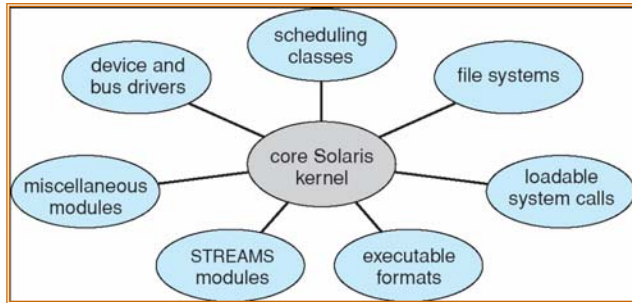 scheduling
classes
device and
bus drivers
file systems
core Solaris
kernel
miscellaneous
modules
loadable
system calls
STREAMS
modules
executable
formats